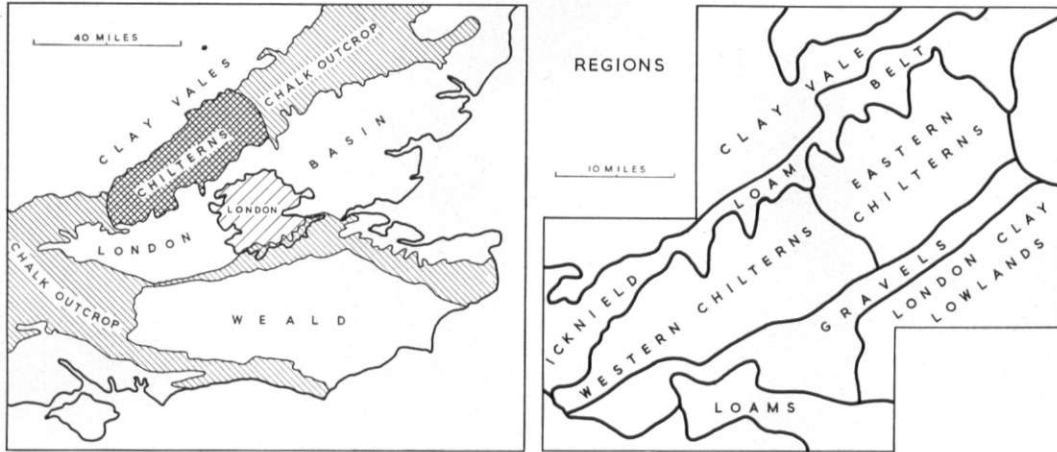 40 MILES
CLAY VALES
CHALK OUTCROP
CHILTERNS
BASIN
LONDON
LONDON
CHALK OUTCROP
WEALD
REGIONS
10 MILES
CLAY VALE
ICKNIELD LOAM BELT
EASTERN
CHILTERNS
WESTERN CHILTERNS
GRAVELS
LONDON CLAY
LOWLANDS
LOAMS